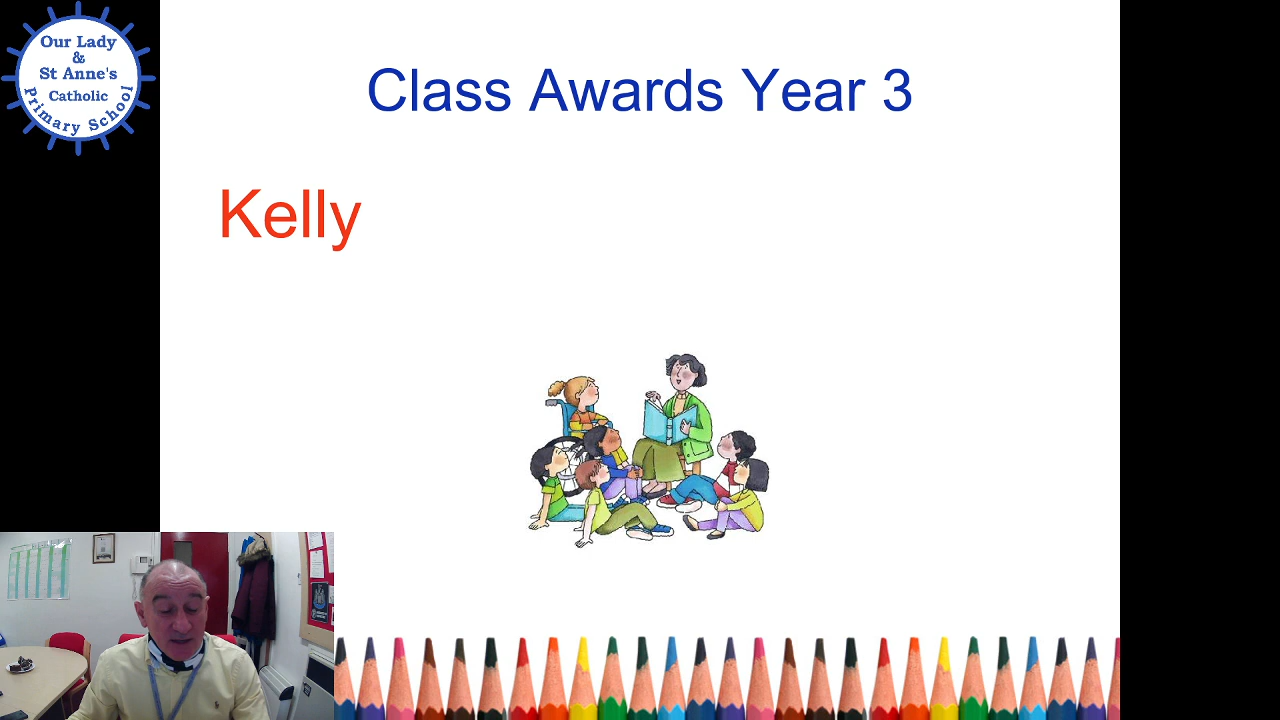 Our Lady
&
St Anne's
Catholic
Primary School
Class Awards Year 3
Kelly